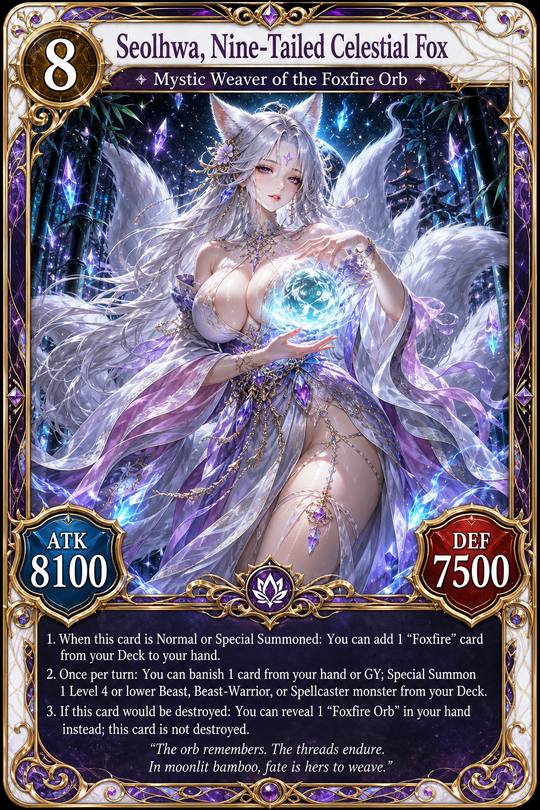 8
Seolhwa, Nine-Tailed Celestial Fox
Mystic Weaver of the Foxfire Orb
ATK
8100
DEF
7500
1. When this card is Normal or Special Summoned: You can add 1 “Foxfire” card
from your Deck to your hand.
2. Once per turn: You can banish 1 card from your hand or GY; Special Summon
1 Level 4 or lower Beast, Beast-Warrior, or Spellcaster monster from your Deck.
3. If this card would be destroyed: You can reveal 1 “Foxfire Orb” in your hand
instead; this card is not destroyed.
“The orb remembers. The threads endure.
In moonlit bamboo, fate is hers to weave.”